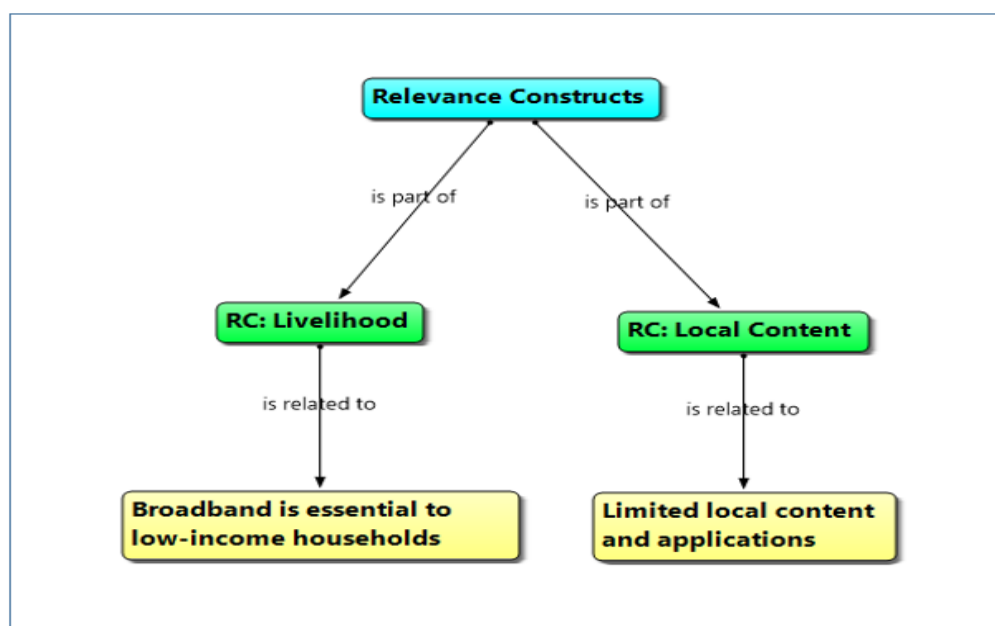 Relevance Constructs
is part of
is part of
RC: Livelihood
RC: Local Content
is related to
is related to
Broadband is essential to
low-income households
Limited local content
and applications